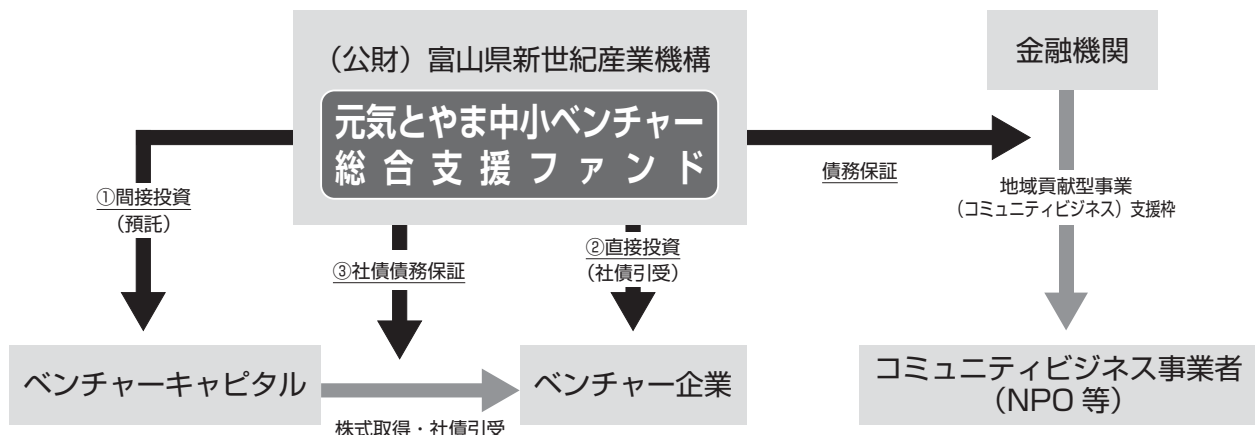 （公財）富山県新世紀産業機構
元気とやま中小ベンチャー
総合支援ファンド
金融機関
①間接投資
（預託）
③社債債務保証
②直接投資
（社債引受）
債務保証
地域貢献型事業
（コミュニティビジネス）支援枠
ベンチャーキャピタル
株式取得・社債引受
ベンチャー企業
コミュニティビジネス事業者
（NPO 等）